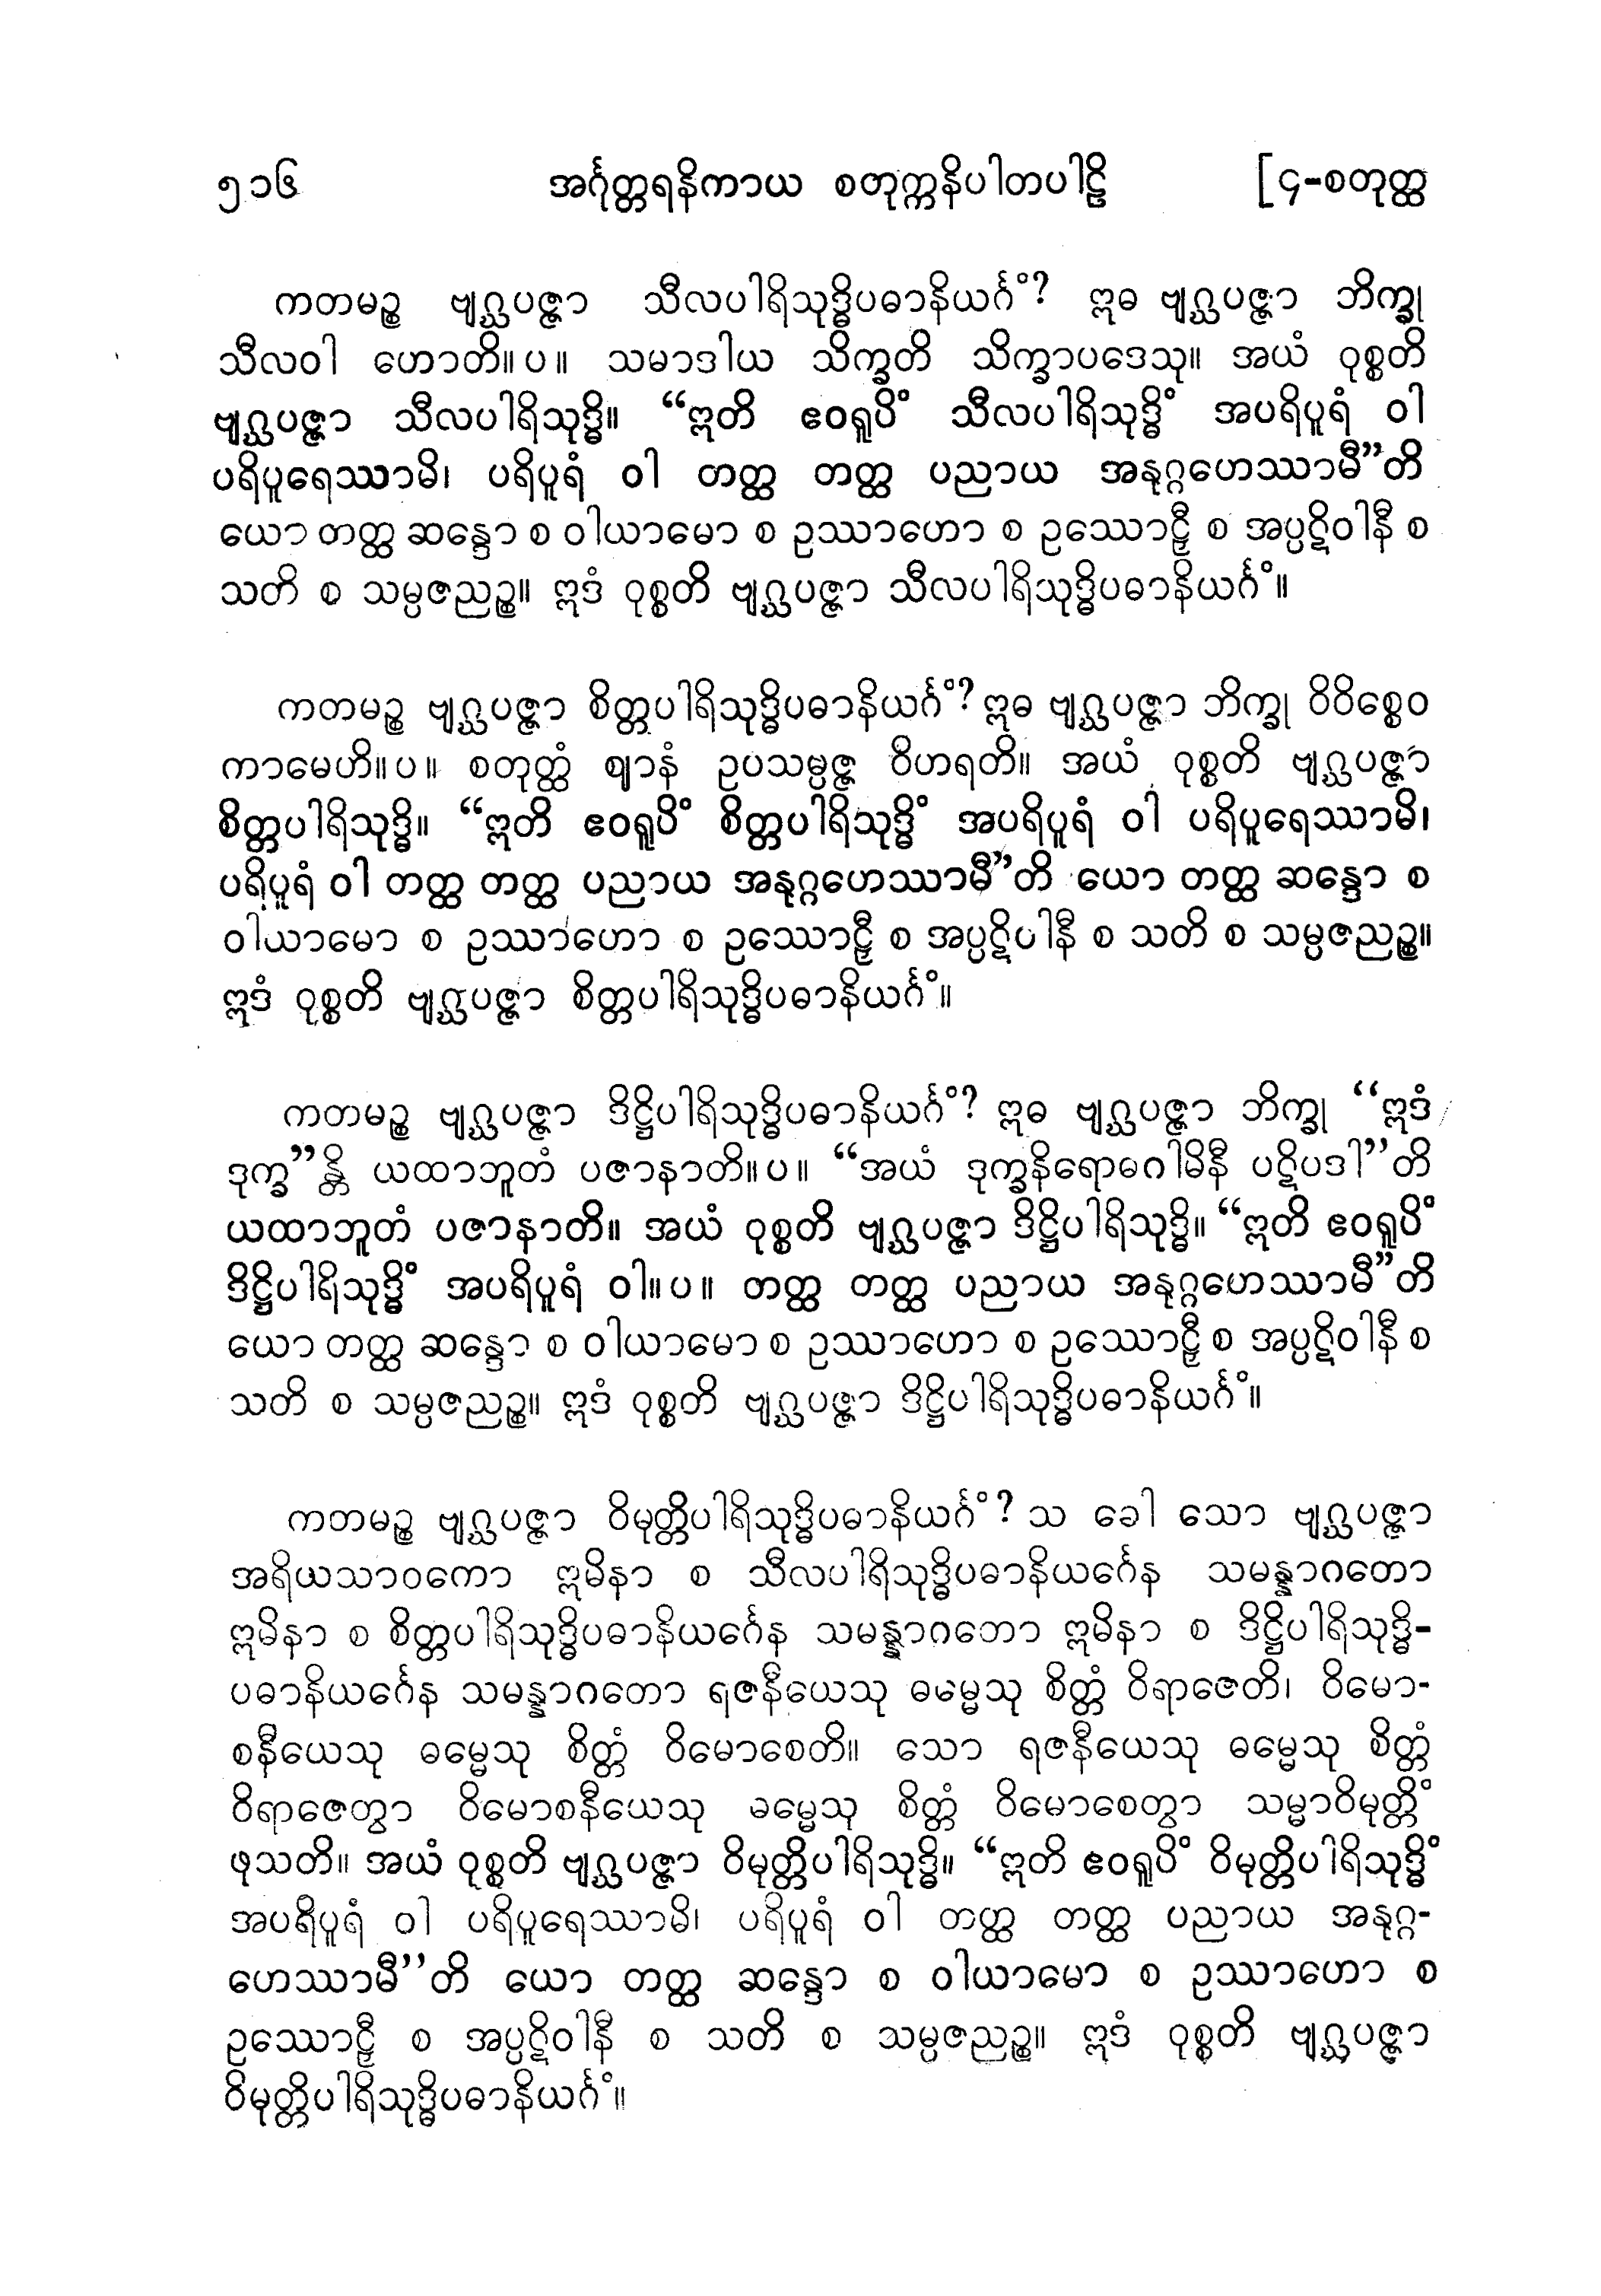 ၅၁၆ အင်္ဂုတ္တရနိကာယ စတုက္ကနိပါတပါဠိ [၄-စတုတ္ထ
ကတမဉ္စ ဗျဂ္ဃပဇ္ဇာ သီလပါရိသုဒ္ဓိပဓာနိယင်္ဂံ? ဣဓ ဗျဂ္ဃပဇ္ဇာ ဘိက္ခု
သီလဝါ ဟောတိ။ပ။ သမာဒါယ သိက္ခတိ သိက္ခာပဒေသု။ အယံ ဝုစ္စတိ
ဗျဂ္ဃပဇ္ဇာ သီလပါရိသုဒ္ဓိ။ “ဣတိ ဧဝရူပိံ သီလပါရိသုဒ္ဓိံ အပရိပူရံ ဝါ
ပရိပူရေဿာမိ၊ ပရိပူရံ ဝါ တတ္ထ တတ္ထ ပညာယ အနုဂ္ဂဟေဿာမီ”တိ
ယော တတ္ထ ဆန္ဒော စ ဝါယာမော စ ဥဿာဟော စ ဥဿောဠှီ စ အပ္ပဋိဝါနီ စ
သတိ စ သမ္ပဇညဉ္စ။ ဣဒံ ဝုစ္စတိ ဗျဂ္ဃပဇ္ဇာ သီလပါရိသုဒ္ဓိပဓာနိယင်္ဂံ။
ကတမဉ္စ ဗျဂ္ဃပဇ္ဇာ စိတ္တပါရိသုဒ္ဓိပဓာနိယင်္ဂံ? ဣဓ ဗျဂ္ဃပဇ္ဇာ ဘိက္ခု ဝိဝိစ္စေဝ
ကာမေဟိ။ပ။ စတုတ္ထံ ဈာနံ ဥပသမ္ပဇ္ဇ ဝိဟရတိ။ အယံ ဝုစ္စတိ ဗျဂ္ဃပဇ္ဇာ
စိတ္တပါရိသုဒ္ဓိ။ “ဣတိ ဧဝရူပိံ စိတ္တပါရိသုဒ္ဓိံ အပရိပူရံ ဝါ ပရိပူရေဿာမိ၊
ပရိပူရံ ဝါ တတ္ထ တတ္ထ ပညာယ အနုဂ္ဂဟေဿာမီ”တိ ယော တတ္ထ ဆန္ဒော စ
ဝါယာမော စ ဥဿာဟော စ ဥဿောဠှီ စ အပ္ပဋိပါနီ စ သတိ စ သမ္ပဇညဉ္စ။
ဣဒံ ဝုစ္စတိ ဗျဂ္ဃပဇ္ဇာ စိတ္တပါရိသုဒ္ဓိပဓာနိယင်္ဂံ။
ကတမဉ္စ ဗျဂ္ဃပဇ္ဇာ ဒိဋ္ဌိပါရိသုဒ္ဓိပဓာနိယင်္ဂံ? ဣဓ ဗျဂ္ဃပဇ္ဇာ ဘိက္ခု “ဣဒံ
ဒုက္ခ”န္တိ ယထာဘူတံ ပဇာနာတိ။ပ။ “အယံ ဒုက္ခနိရောဓဂါမိနီ ပဋိပဒါ”တိ
ယထာဘူတံ ပဇာနာတိ။ အယံ ဝုစ္စတိ ဗျဂ္ဃပဇ္ဇာ ဒိဋ္ဌိပါရိသုဒ္ဓိ။ “ဣတိ ဧဝရူပိံ
ဒိဋ္ဌိပါရိသုဒ္ဓိံ အပရိပူရံ ဝါ။ပ။ တတ္ထ တတ္ထ ပညာယ အနုဂ္ဂဟေဿာမီ”တိ
ယော တတ္ထ ဆန္ဒော စ ဝါယာမော စ ဥဿာဟော စ ဥဿောဠှီ စ အပ္ပဋိဝါနီ စ
သတိ စ သမ္ပဇညဉ္စ။ ဣဒံ ဝုစ္စတိ ဗျဂ္ဃပဇ္ဇာ ဒိဋ္ဌိပါရိသုဒ္ဓိပဓာနိယင်္ဂံ။
ကတမဉ္စ ဗျဂ္ဃပဇ္ဇာ ဝိမုတ္တိပါရိသုဒ္ဓိပဓာနိယင်္ဂံ? သ ခေါ သော ဗျဂ္ဃပဇ္ဇာ
အရိယသာဝကော ဣမိနာ စ သီလပါရိသုဒ္ဓိပဓာနိယင်္ဂေန သမန္နာဂတော
ဣမိနာ စ စိတ္တပါရိသုဒ္ဓိပဓာနိယင်္ဂေန သမန္နာဂတော ဣမိနာ စ ဒိဋ္ဌိပါရိသုဒ္ဓိ-
ပဓာနိယင်္ဂေန သမန္နာဂတော ရဇနီယေသု ဓမ္မေသု စိတ္တံ ဝိရာဇေတိ၊ ဝိမော-
စနီယေသု ဓမ္မေသု စိတ္တံ ဝိမောစေတိ။ သော ရဇနီယေသု ဓမ္မေသု စိတ္တံ
ဝိရာဇေတွာ ဝိမောစနီယေသု ဓမ္မေသု စိတ္တံ ဝိမောစေတွာ သမ္မာဝိမုတ္တိံ
ဖုသတိ။ အယံ ဝုစ္စတိ ဗျဂ္ဃပဇ္ဇာ ဝိမုတ္တိပါရိသုဒ္ဓိ။ “ဣတိ ဧဝရူပိံ ဝိမုတ္တိပါရိသုဒ္ဓိံ
အပရိပူရံ ဝါ ပရိပူရေဿာမိ၊ ပရိပူရံ ဝါ တတ္ထ တတ္ထ ပညာယ အနုဂ္ဂ-
ဟေဿာမီ”တိ ယော တတ္ထ ဆန္ဒော စ ဝါယာမော စ ဥဿာဟော စ
ဥဿောဠှီ စ အပ္ပဋိဝါနီ စ သတိ စ သမ္ပဇညဉ္စ။ ဣဒံ ဝုစ္စတိ ဗျဂ္ဃပဇ္ဇာ
ဝိမုတ္တိပါရိသုဒ္ဓိပဓာနိယင်္ဂံ။